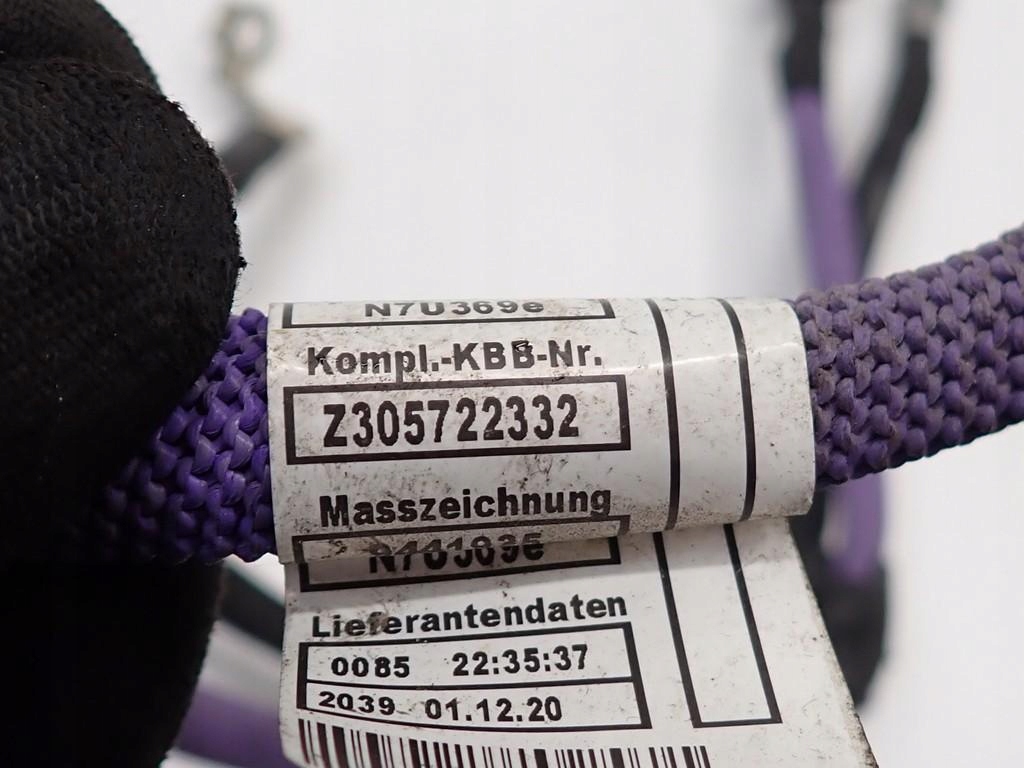 N7U369e
Kompl.-KBB-Nr.
Z305722332
Masszeichnung
Lieferantendaten
0085 22:35:37
2039 01.12.20